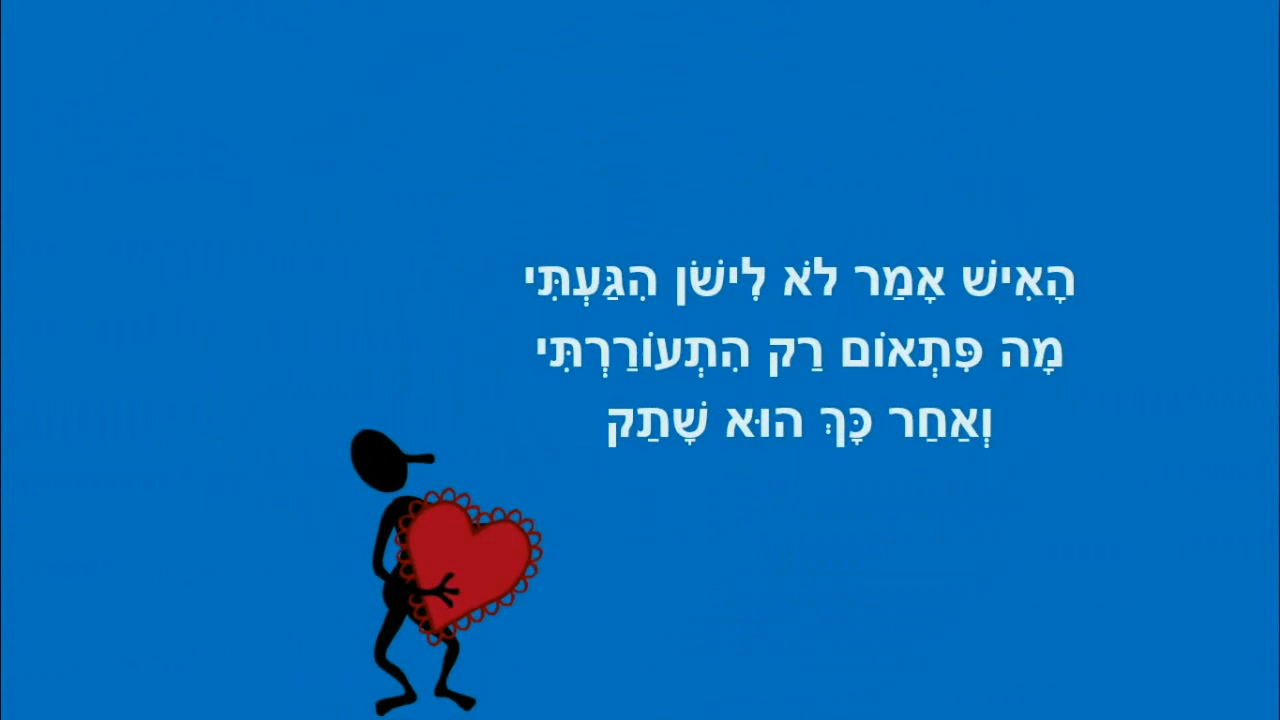 הָאִישׁ אָמַר לֹא לִישֹׁן הִגַּעְתִּי
מָה פִּתְאוֹם רַק הִתְעוֹרַרְתִּי
וְאַחַר כָּךְ הוּא שָׁתַק